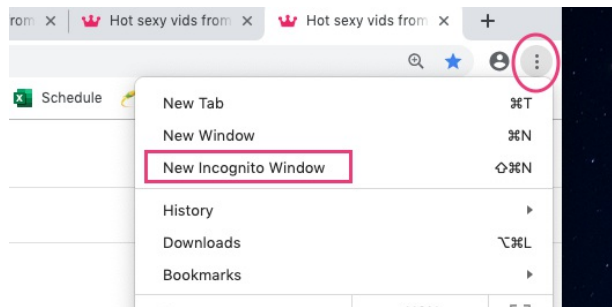 rom Hot sexy vids from Hot sexy vids from
Schedule
New Tab ⌘T
New Window ⌘N
New Incognito Window ⇧⌘N
History
Downloads ⌥⌘L
Bookmarks